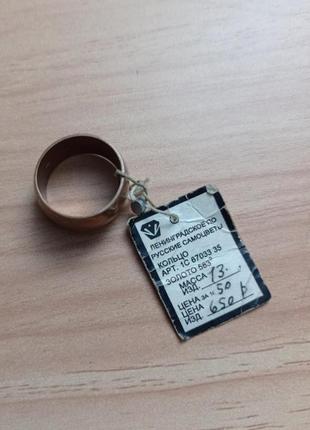 ЛЕНИНГРАДСКОЕ ПО
РУССКИЕ САМОЦВЕТЫ
КОЛЬЦО
АРТ. 1С 67033 35
ЗОЛОТО 583°
МАССА ИЗД. 13.
ЦЕНА ЗА 1г 50
ЦЕНА ИЗД. 650 р